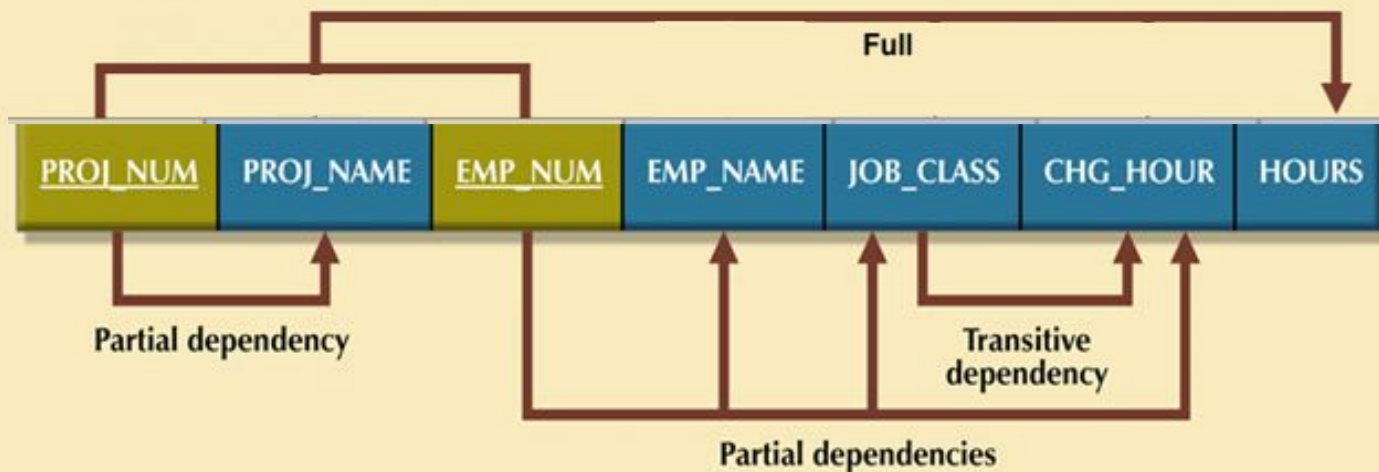 Full
PROJ_NUM PROJ_NAME EMP_NUM EMP_NAME JOB_CLASS CHG_HOUR HOURS
Partial dependency
Transitive
dependency
Partial dependencies